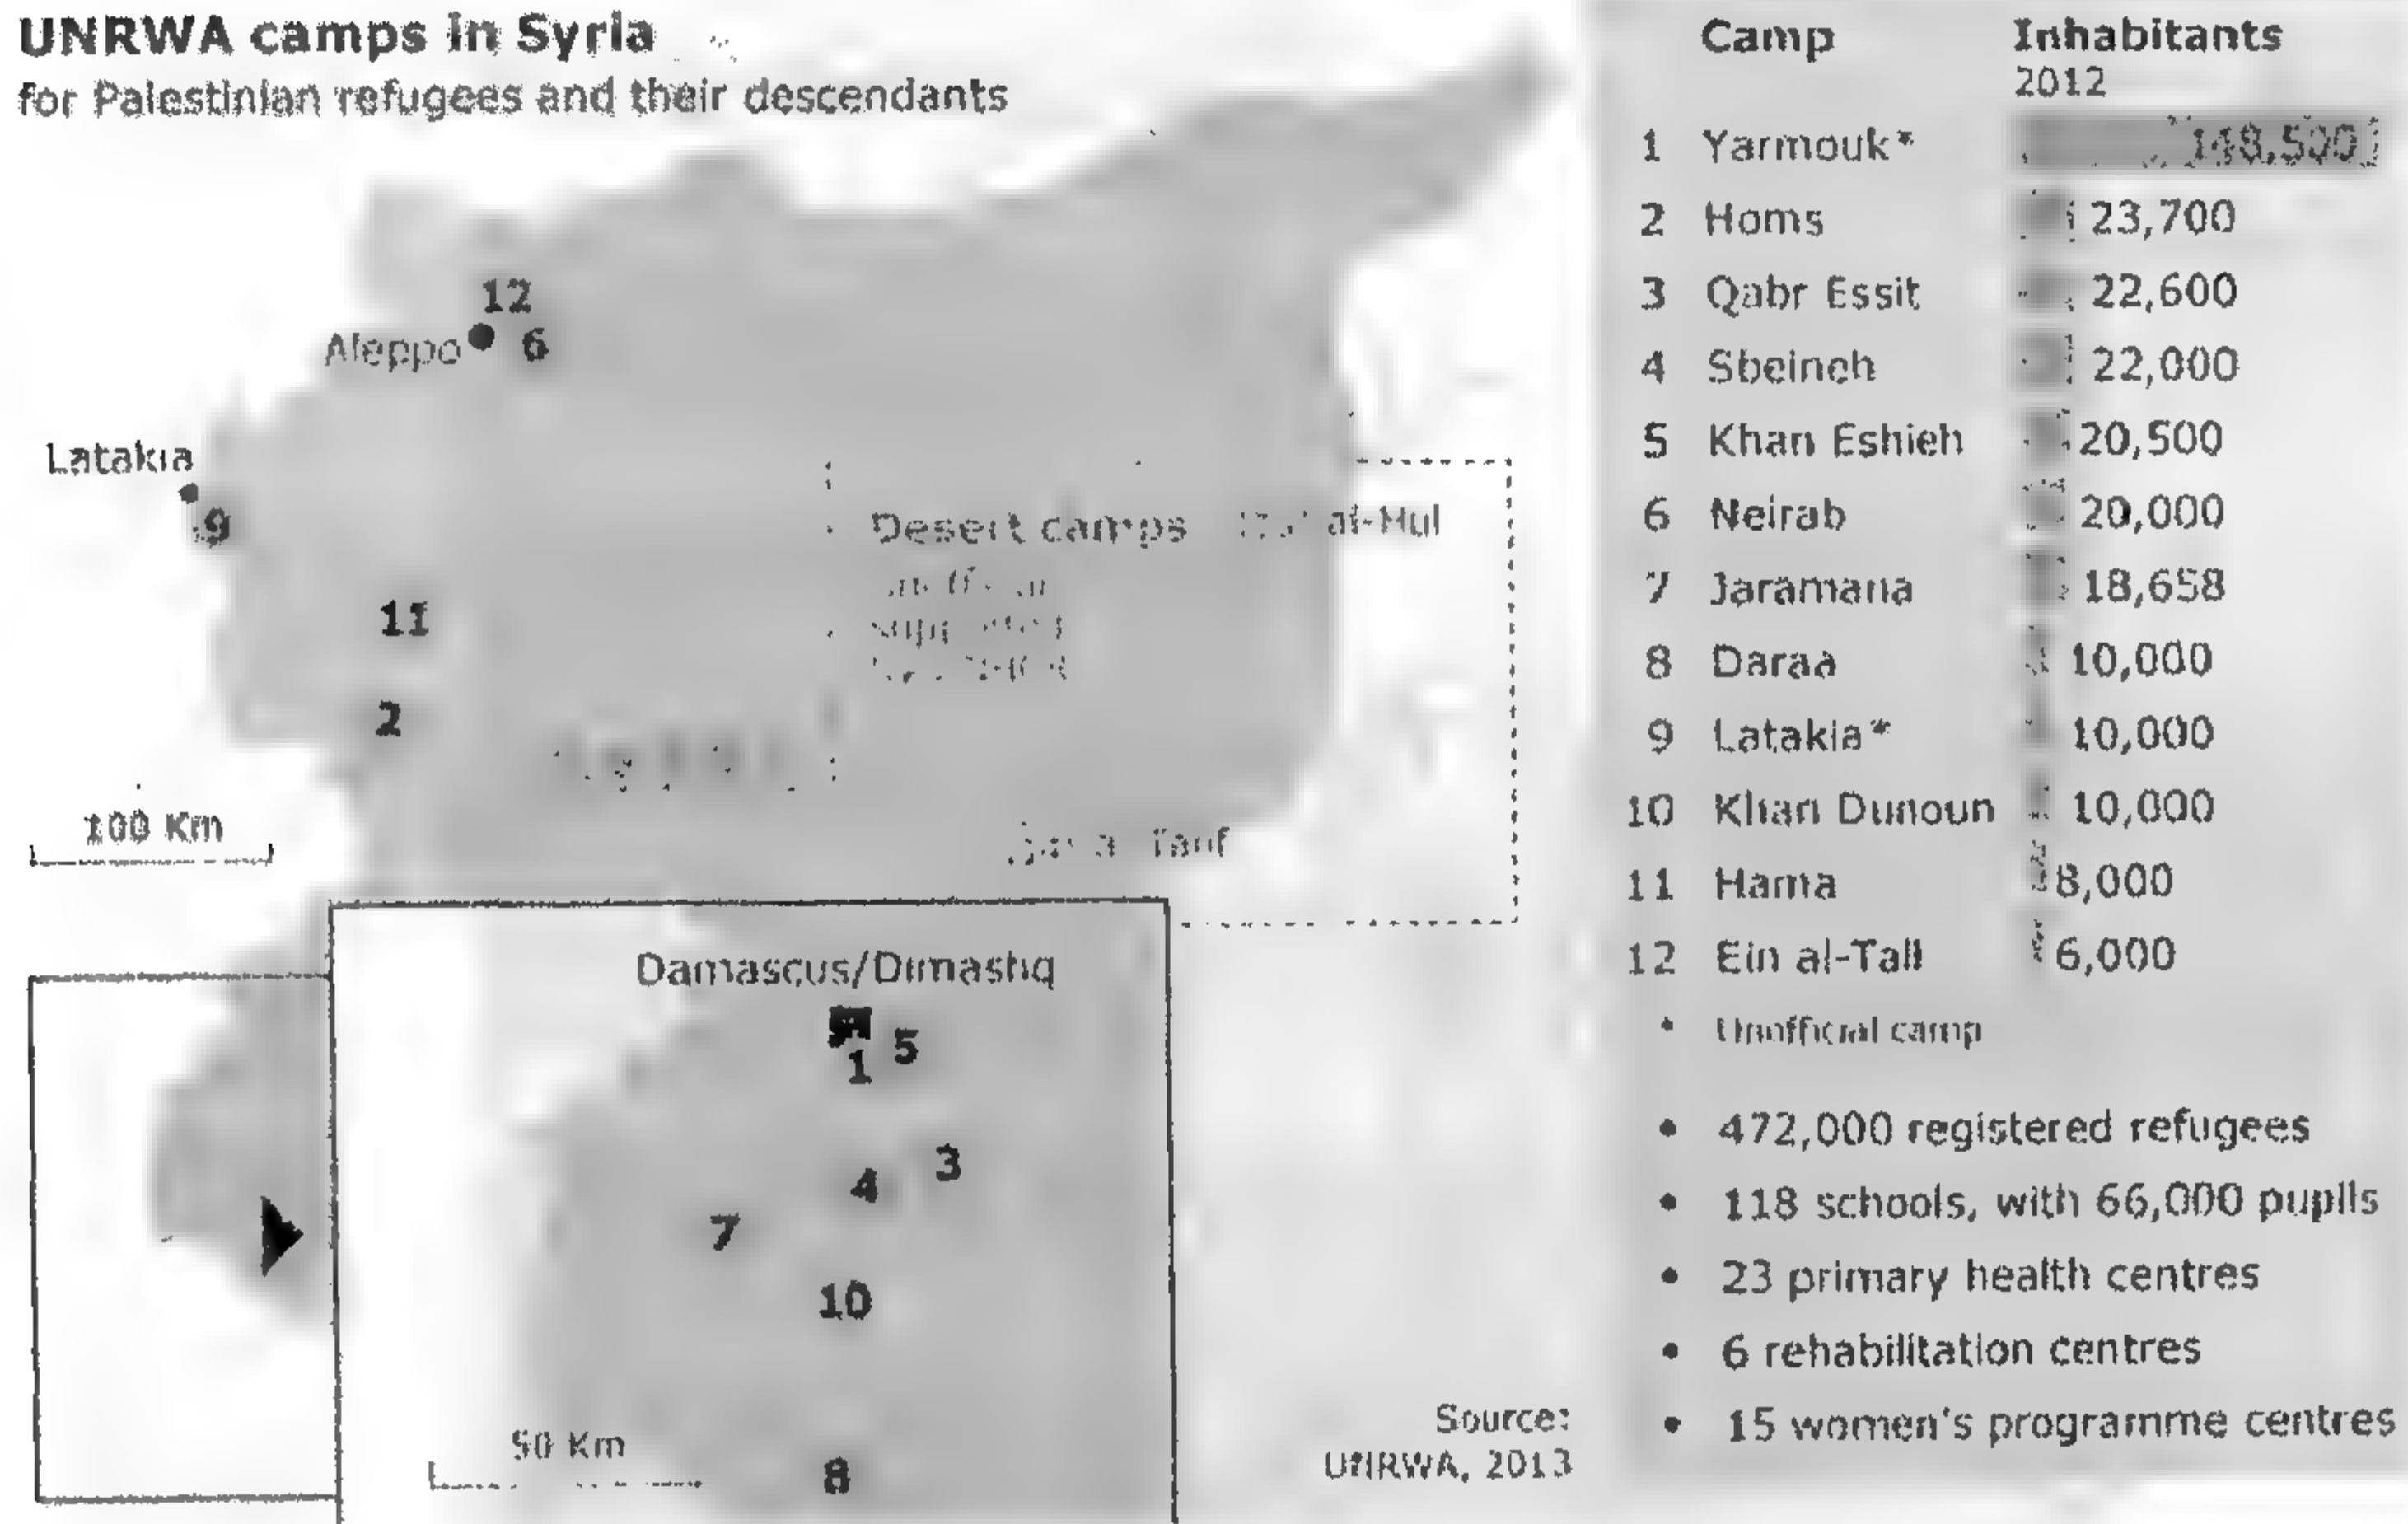 UNRWA camps in Syria
for Palestinian refugees and their descendants
12
Aleppo
6
Latakia
9
Desert camps
al-Hul
11
2
100 Km
Tanf
Damascus/Dimashq
1
5
3
4
7
10
8
50 Km
Source:
UNRWA, 2013
Camp Inhabitants
2012
1 Yarmouk* 148,500
2 Homs 23,700
3 Qabr Essit 22,600
4 Sbeineh 22,000
5 Khan Eshieh 20,500
6 Neirab 20,000
7 Jaramana 18,658
8 Daraa 10,000
9 Latakia* 10,000
10 Khan Dunoun 10,000
11 Hama 8,000
12 Ein al-Tall 6,000
* Unofficial camp
• 472,000 registered refugees
• 118 schools, with 66,000 pupils
• 23 primary health centres
• 6 rehabilitation centres
• 15 women's programme centres